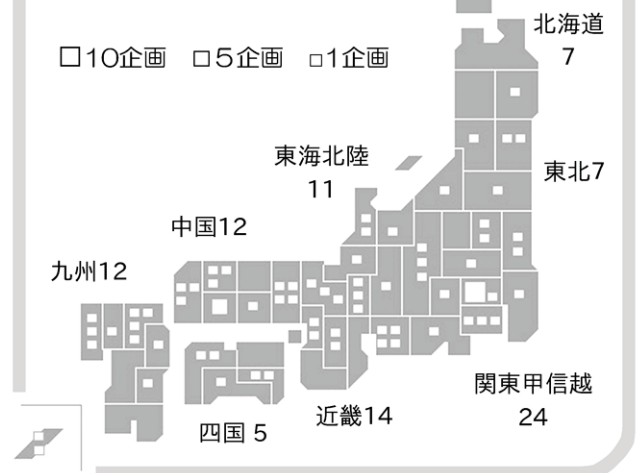 北海道
7
□10企画 □5企画 □1企画
東海北陸
11
東北7
中国12
九州12
関東甲信越
24
近畿14
四国 5